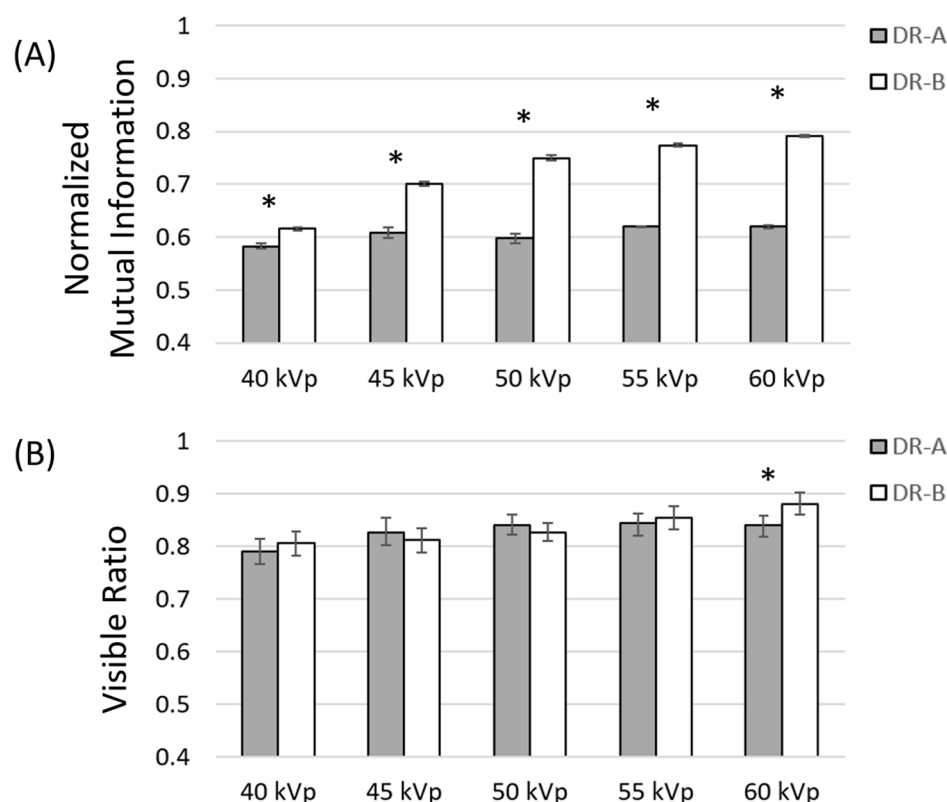 (A)
Normalized
Mutual Information
1
0.9
0.8
0.7
0.6
0.5
0.4
*
*
*
*
*
40 kVp
45 kVp
50 kVp
55 kVp
60 kVp
DR-A
DR-B
(B)
Visible Ratio
1
0.9
0.8
0.7
0.6
0.5
0.4
*
40 kVp
45 kVp
50 kVp
55 kVp
60 kVp
DR-A
DR-B